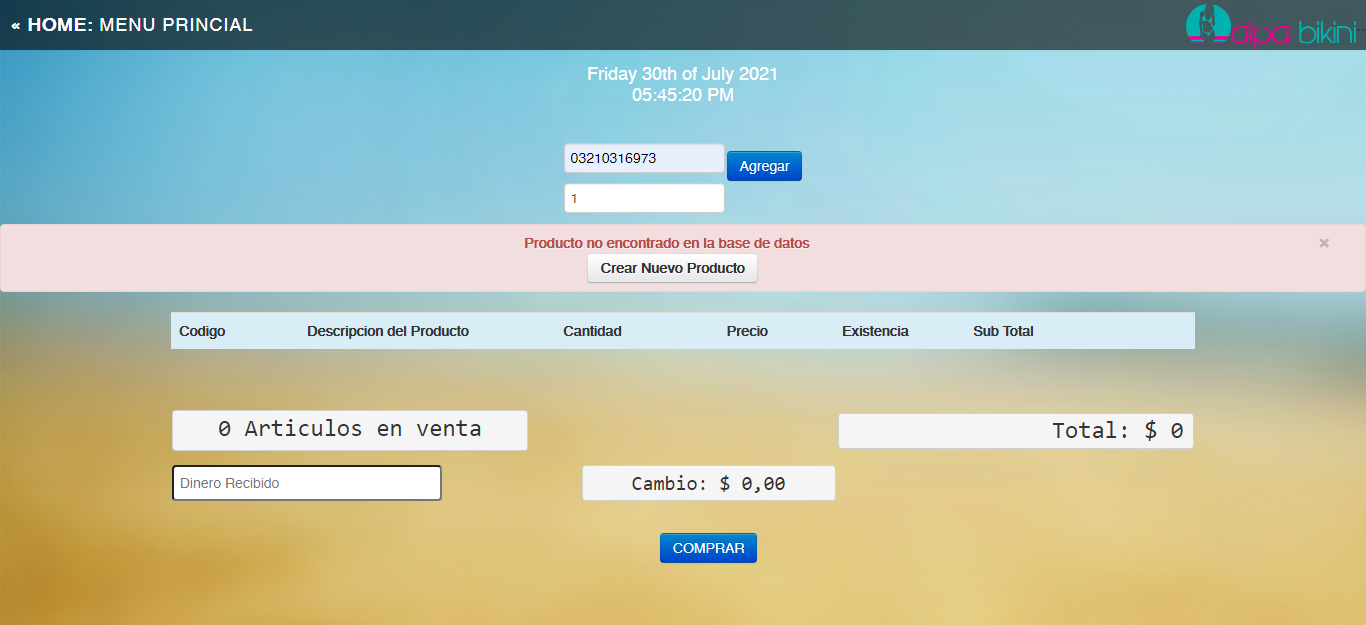 « HOME: MENU PRINCIAL
alpa bikini
Friday 30th of July 2021
05:45:20 PM
03210316973
Agregar
1
Producto no encontrado en la base de datos
×
Crear Nuevo Producto
Codigo Descripcion del Producto Cantidad Precio Existencia Sub Total
0 Articulos en venta
Total: $ 0
Dinero Recibido
Cambio: $ 0,00
COMPRAR